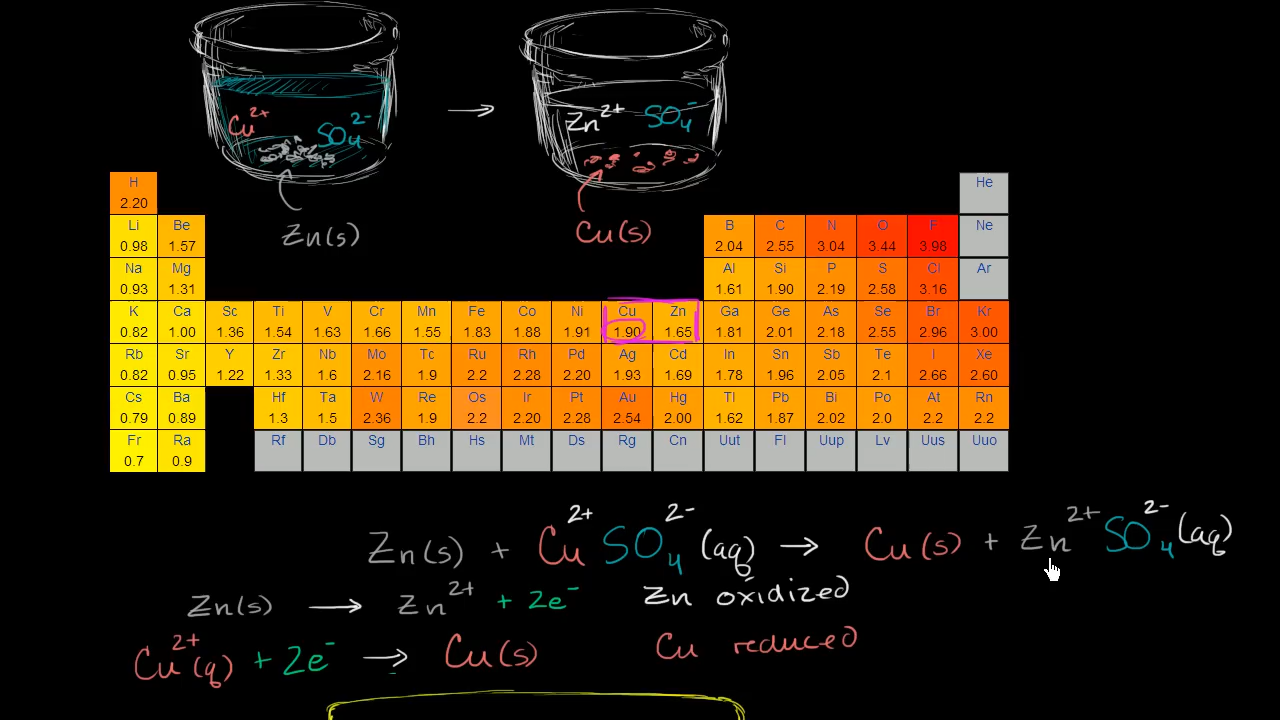 Cu²⁺ SO₄²⁻ → Zn²⁺ SO₄⁻
Zn(s) Cu(s)
H He
2.20
Li Be B C N O F Ne
0.98 1.57 2.04 2.55 3.04 3.44 3.98
Na Mg Al Si P S Cl Ar
0.93 1.31 1.61 1.90 2.19 2.58 3.16
K Ca Sc Ti V Cr Mn Fe Co Ni Cu Zn Ga Ge As Se Br Kr
0.82 1.00 1.36 1.54 1.63 1.66 1.55 1.83 1.88 1.91 1.90 1.65 1.81 2.01 2.18 2.55 2.96 3.00
Rb Sr Y Zr Nb Mo Tc Ru Rh Pd Ag Cd In Sn Sb Te I Xe
0.82 0.95 1.22 1.33 1.6 2.16 1.9 2.2 2.28 2.20 1.93 1.69 1.78 1.96 2.05 2.1 2.66 2.60
Cs Ba Hf Ta W Re Os Ir Pt Au Hg Tl Pb Bi Po At Rn
0.79 0.89 1.3 1.5 2.36 1.9 2.2 2.20 2.28 2.54 2.00 1.62 1.87 2.02 2.0 2.2 2.2
Fr Ra Rf Db Sg Bh Hs Mt Ds Rg Cn Uut Fl Uup Lv Uus Uuo
0.7 0.9
Zn(s) + Cu²⁺SO₄²⁻(aq) → Cu(s) + Zn²⁺SO₄²⁻(aq)
Zn(s) → Zn²⁺ + 2e⁻ Zn oxidized
Cu²⁺(q) + 2e⁻ → Cu(s) Cu reduced